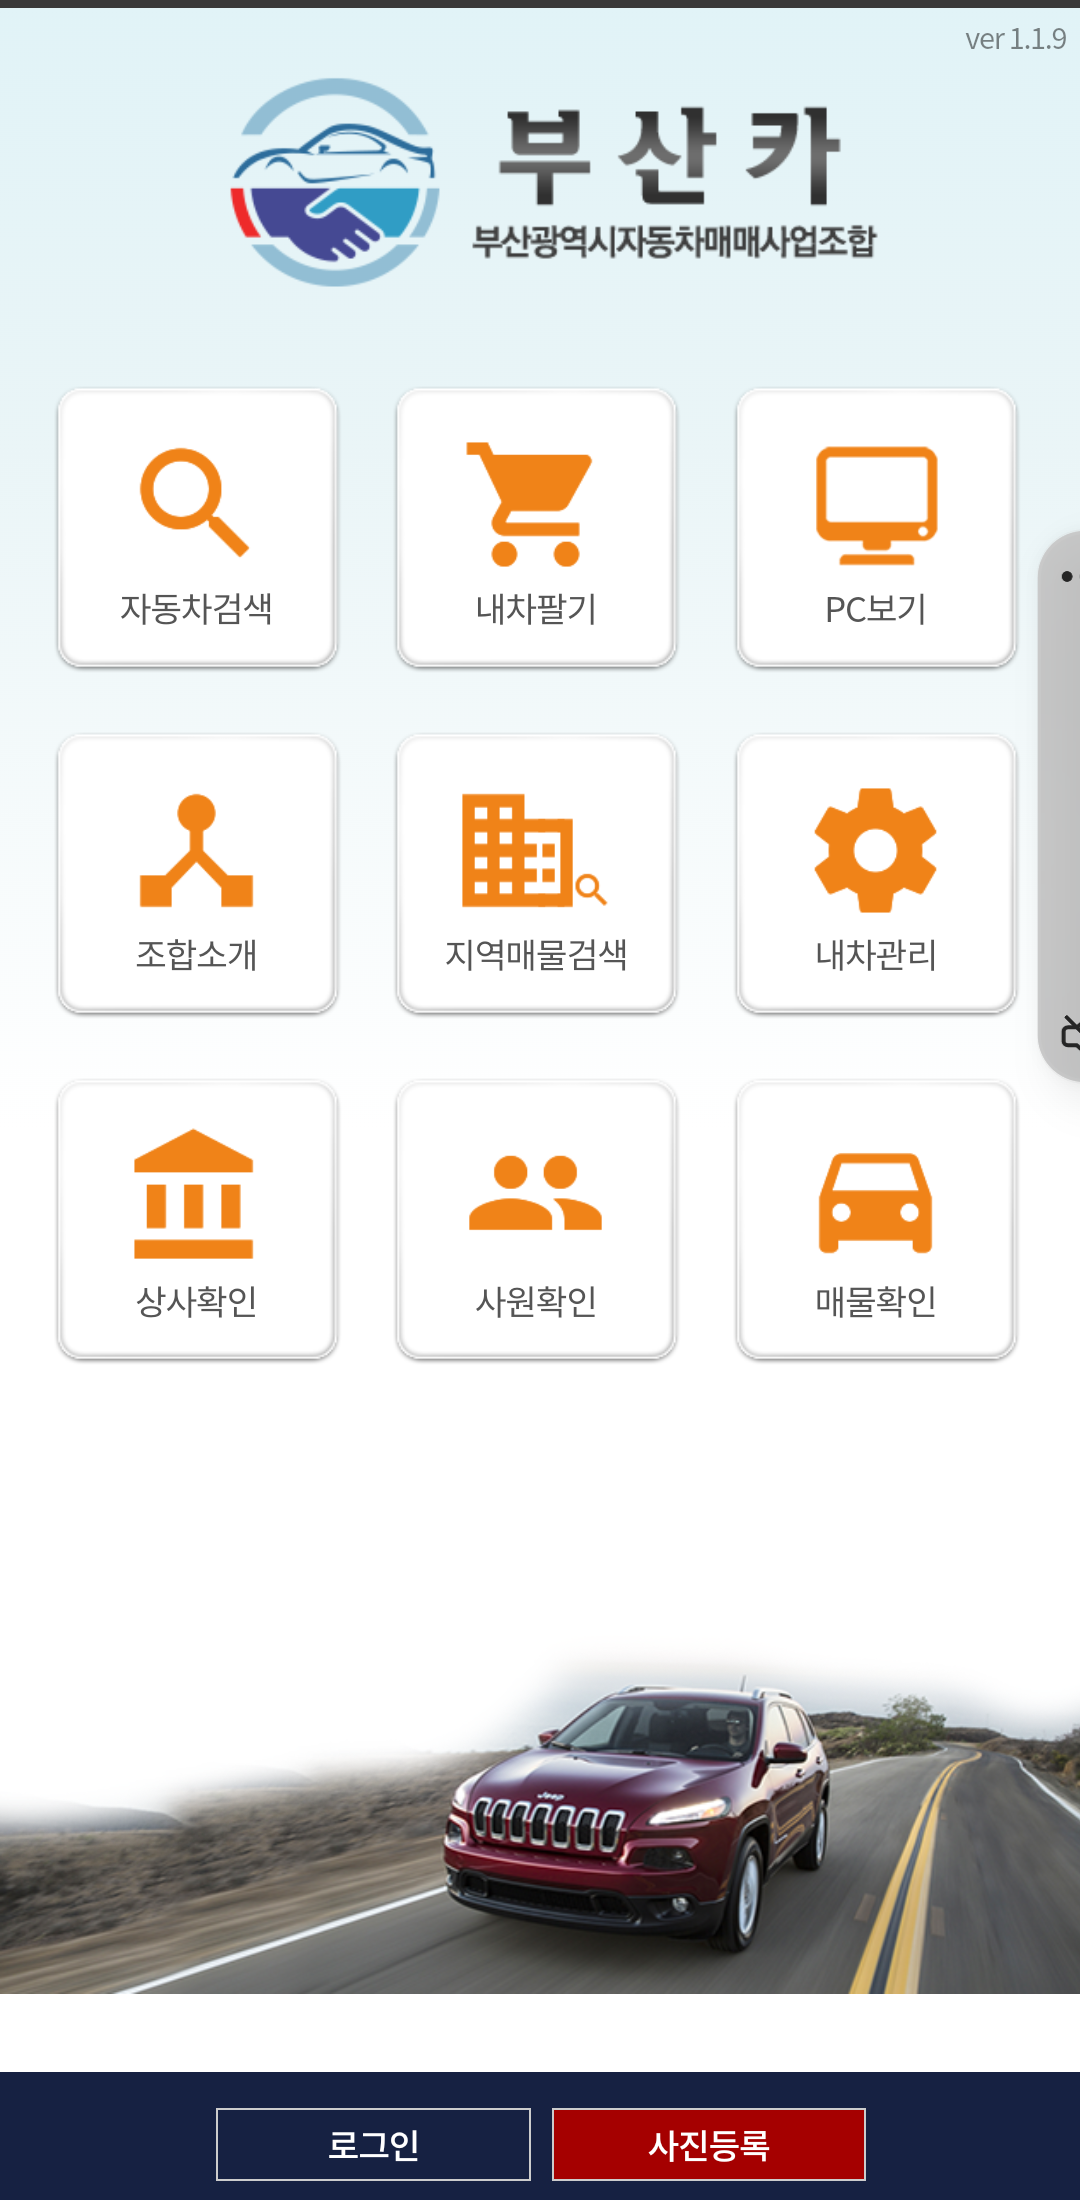 ver 1.1.9
부산카
부산광역시자동차매매사업조합
자동차검색
내차팔기
PC보기
조합소개
지역매물검색
내차관리
상사확인
사원확인
매물확인
Jeep
로그인
사진등록